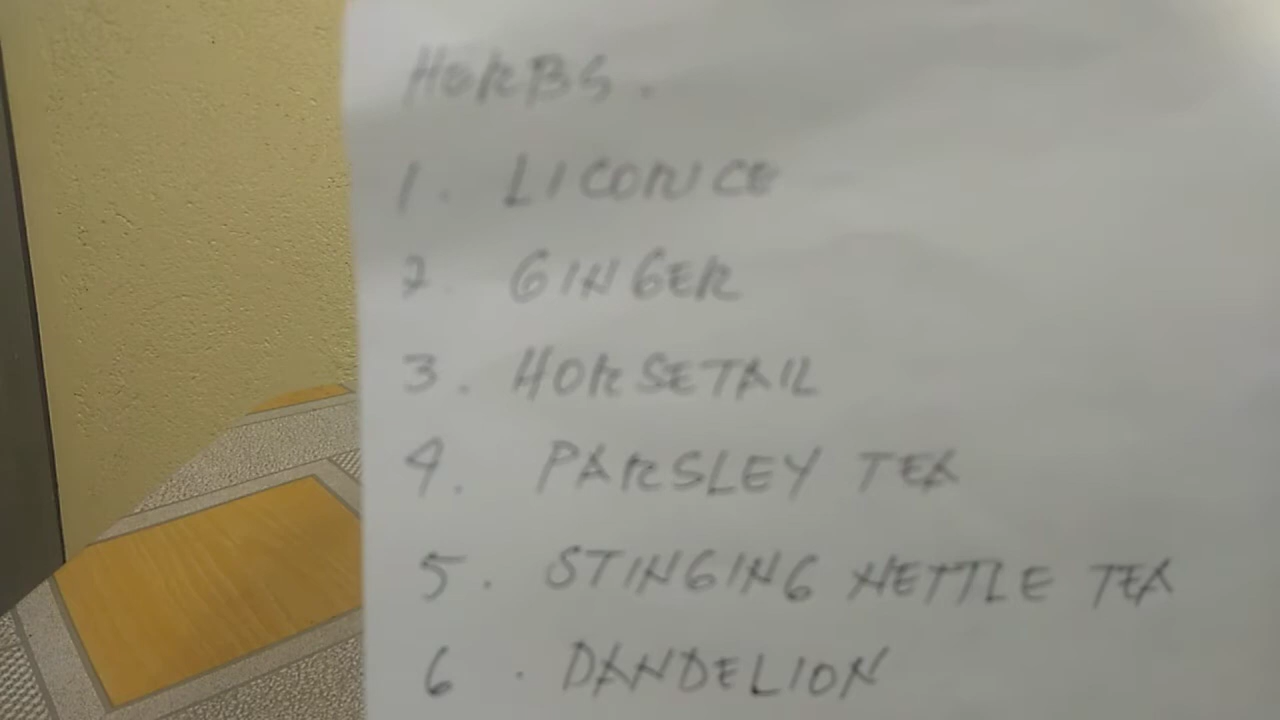 HERBS.
1. LICORICE
2. GINGER
3. HORSETAIL
4. PARSLEY TEA
5. STINGING NETTLE TEA
6. DANDELION